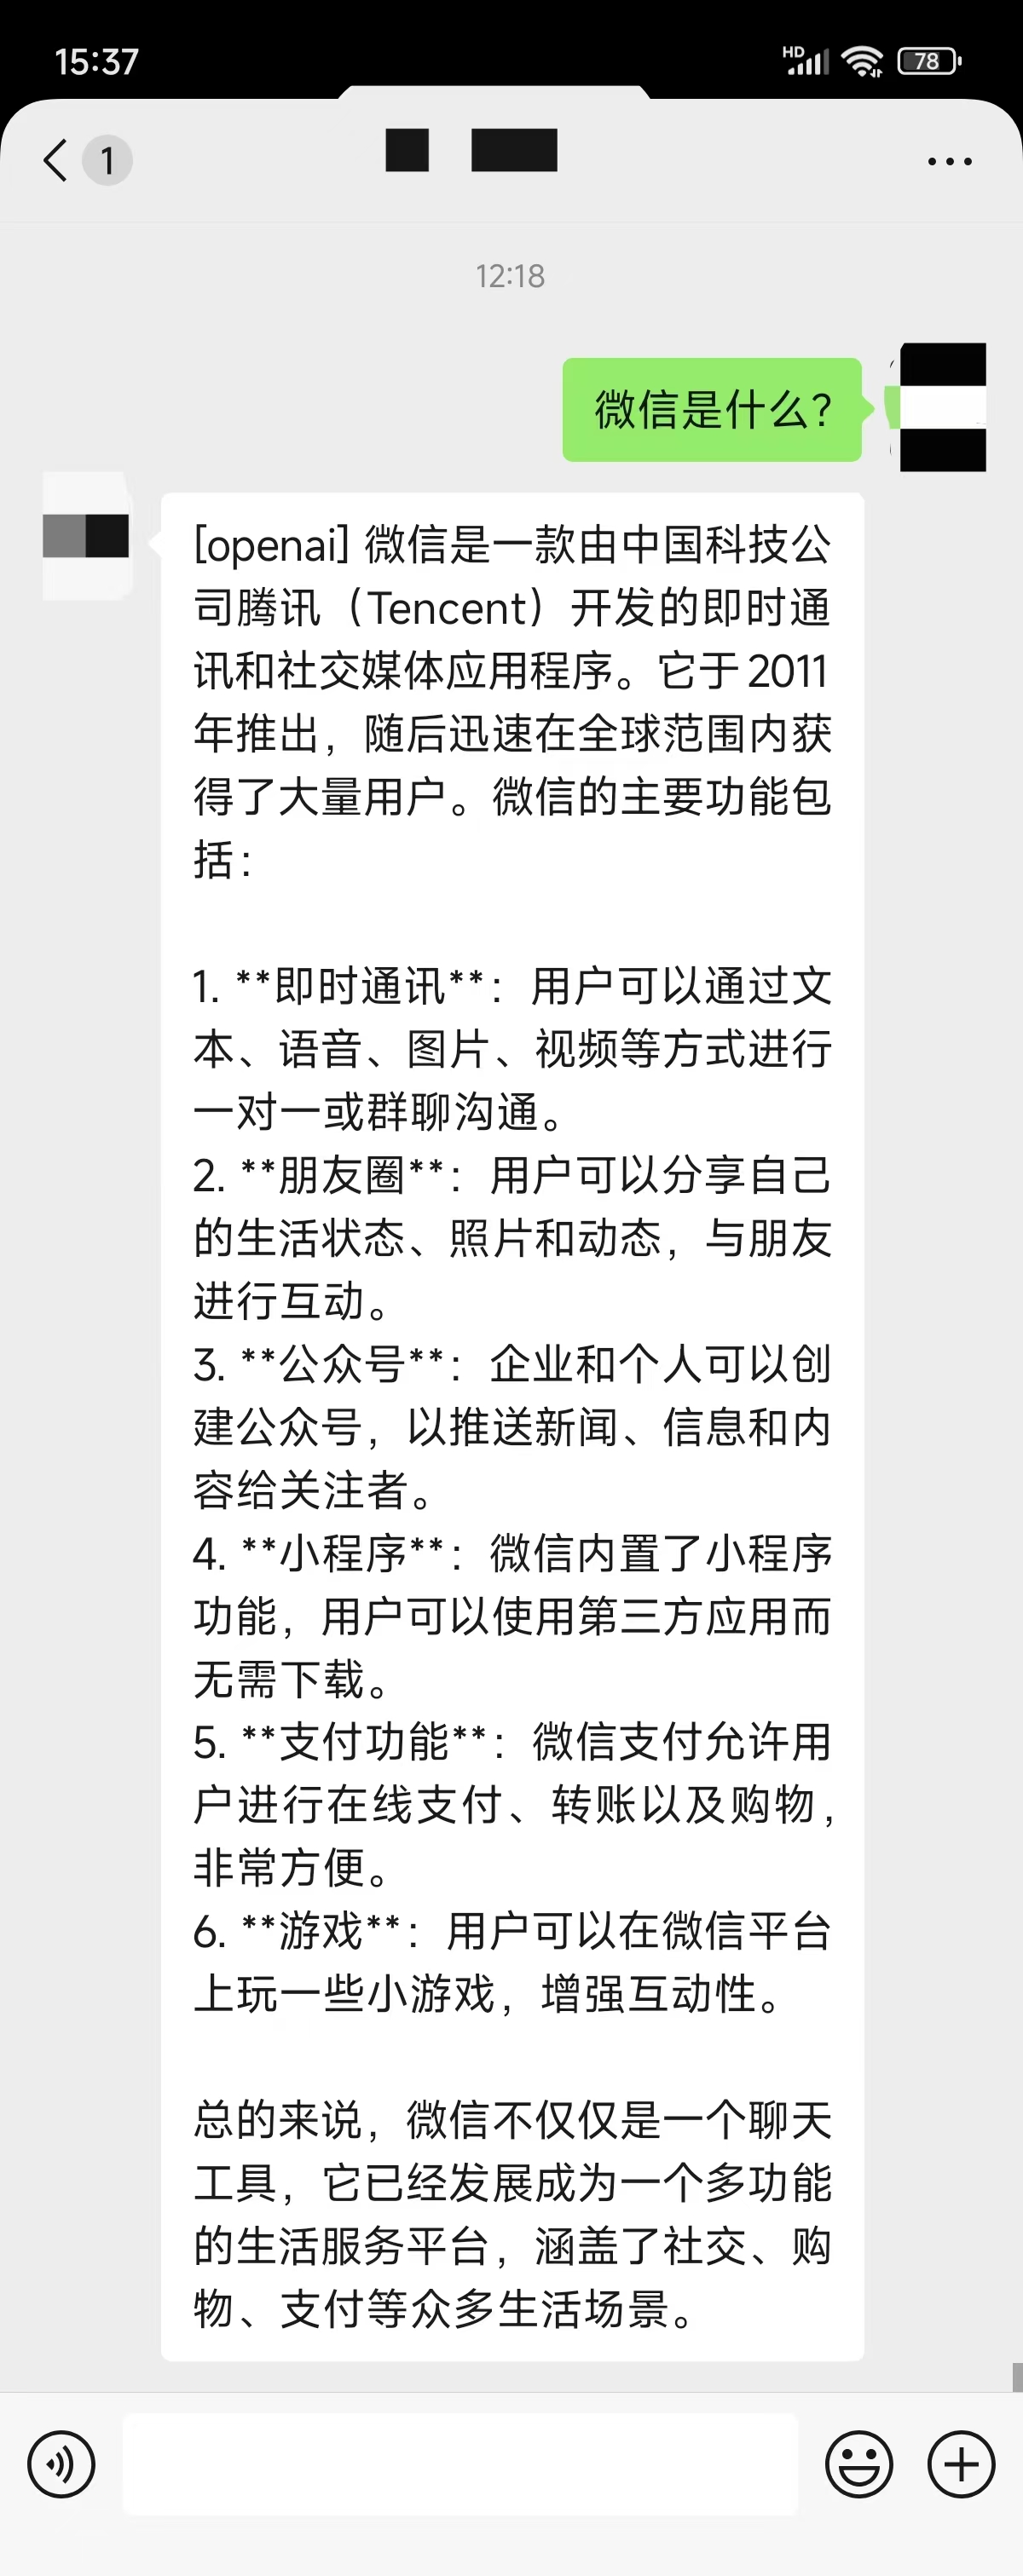 15:37
HD
78
1
12:18
微信是什么？
[openai] 微信是一款由中国科技公
司腾讯（Tencent）开发的即时通
讯和社交媒体应用程序。它于2011
年推出，随后迅速在全球范围内获
得了大量用户。微信的主要功能包
括：
1. **即时通讯**：用户可以通过文
本、语音、图片、视频等方式进行
一对一或群聊沟通。
2. **朋友圈**：用户可以分享自己
的生活状态、照片和动态，与朋友
进行互动。
3. **公众号**：企业和个人可以创
建公众号，以推送新闻、信息和内
容给关注者。
4. **小程序**：微信内置了小程序
功能，用户可以使用第三方应用而
无需下载。
5. **支付功能**：微信支付允许用
户进行在线支付、转账以及购物，
非常方便。
6. **游戏**：用户可以在微信平台
上玩一些小游戏，增强互动性。
总的来说，微信不仅仅是一个聊天
工具，它已经发展成为一个多功能
的生活服务平台，涵盖了社交、购
物、支付等众多生活场景。